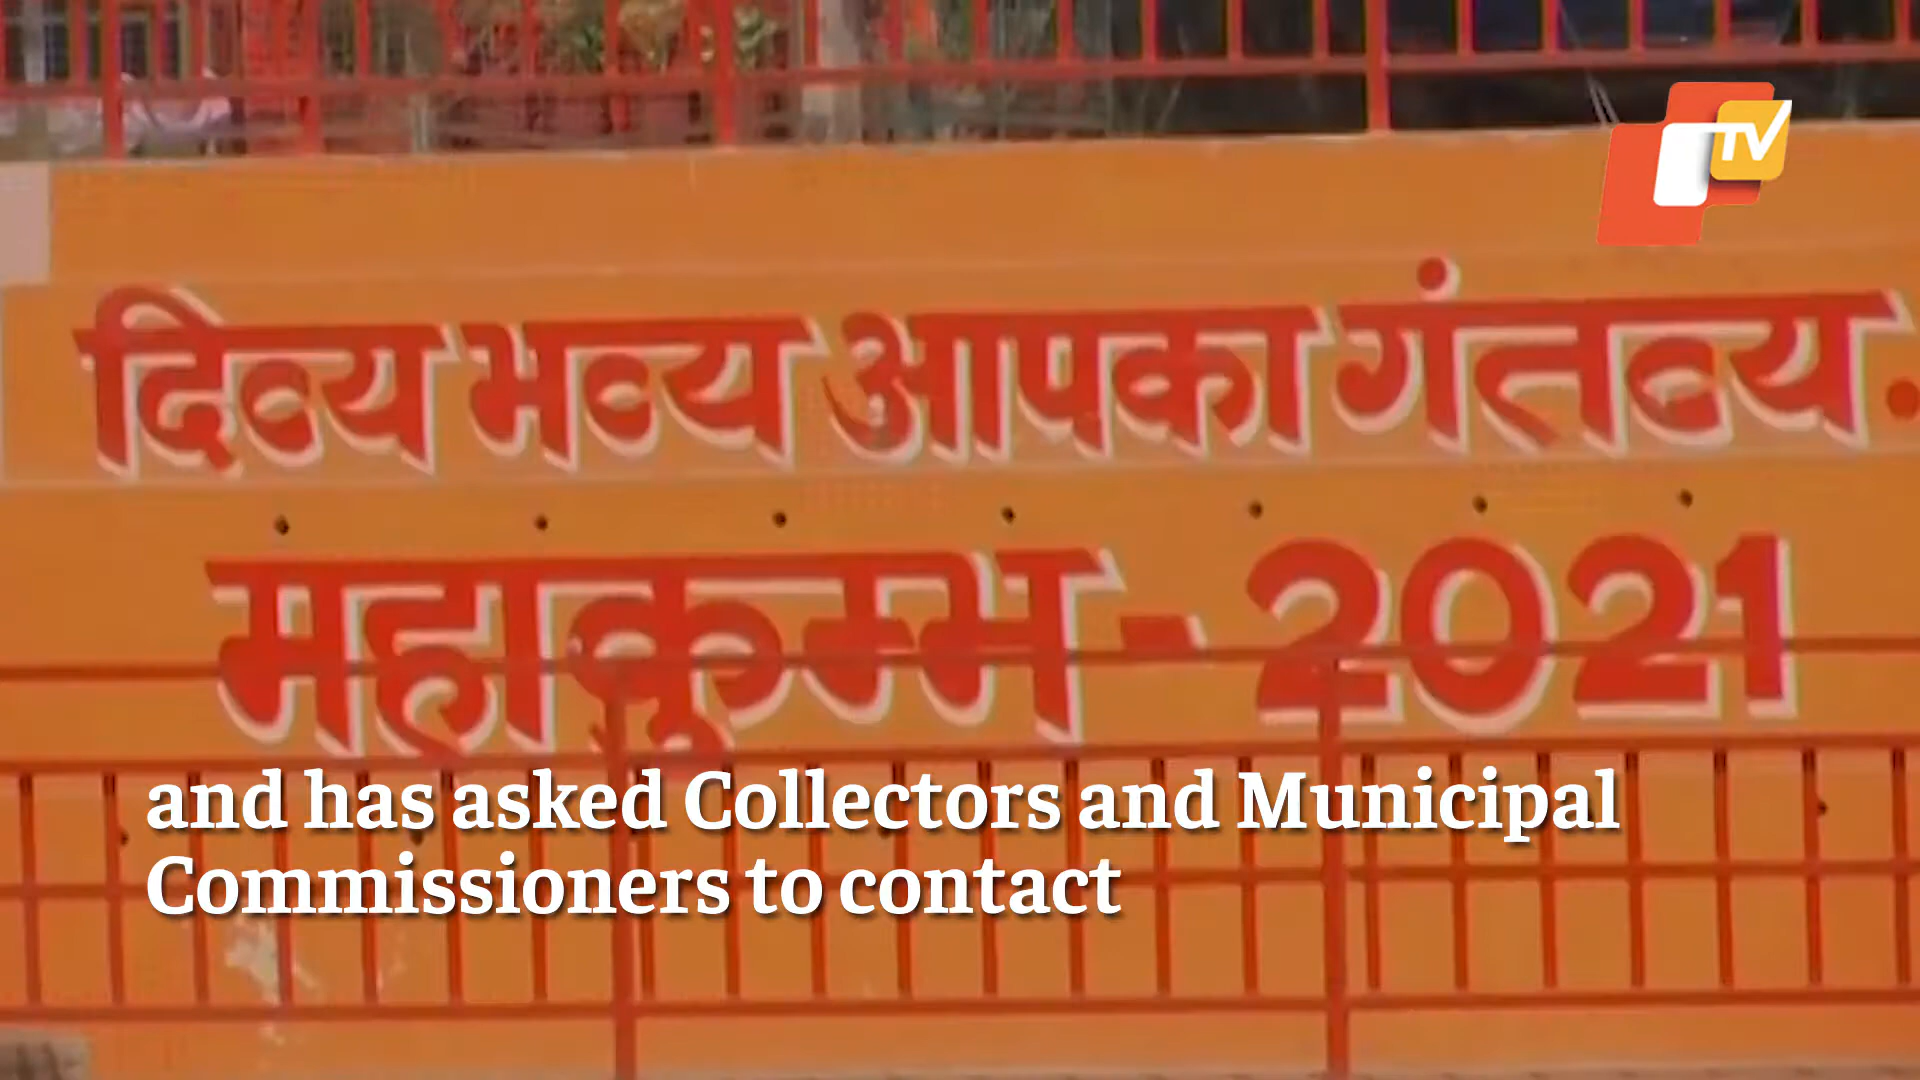 TV
दिव्य भव्य आपका गंतव्य.
महाकुम्भ - 2021
and has asked Collectors and Municipal
Commissioners to contact